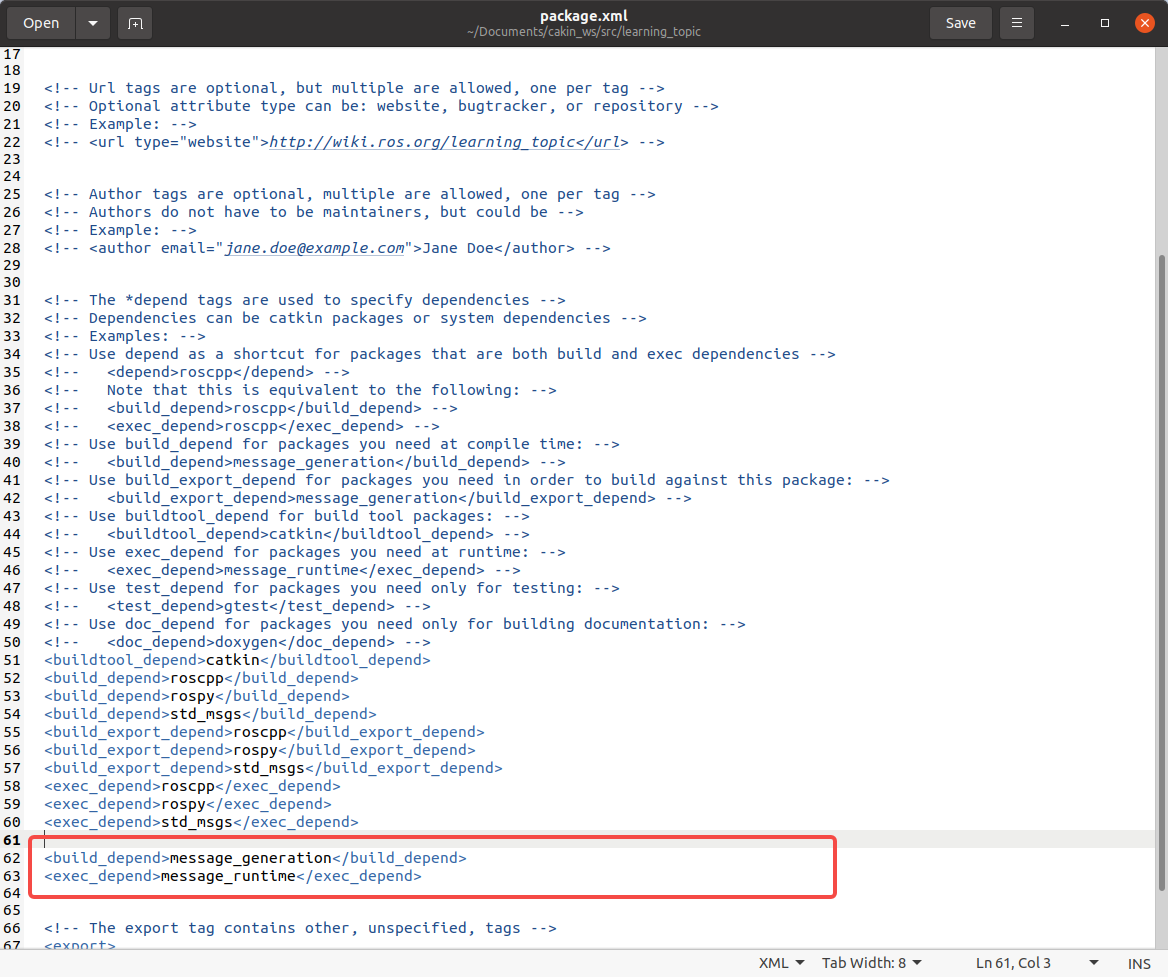 Open
package.xml
~/Documents/cakin_ws/src/learning_topic
Save
17
18
19 <!-- Url tags are optional, but multiple are allowed, one per tag -->
20 <!-- Optional attribute type can be: website, bugtracker, or repository -->
21 <!-- Example: -->
22 <!-- <url type="website">http://wiki.ros.org/learning_topic</url> -->
23
24
25 <!-- Author tags are optional, multiple are allowed, one per tag -->
26 <!-- Authors do not have to be maintainers, but could be -->
27 <!-- Example: -->
28 <!-- <author email="jane.doe@example.com">Jane Doe</author> -->
29
30
31 <!-- The *depend tags are used to specify dependencies -->
32 <!-- Dependencies can be catkin packages or system dependencies -->
33 <!-- Examples: -->
34 <!-- Use depend as a shortcut for packages that are both build and exec dependencies -->
35 <!--   <depend>roscpp</depend> -->
36 <!--   Note that this is equivalent to the following: -->
37 <!--   <build_depend>roscpp</build_depend> -->
38 <!--   <exec_depend>roscpp</exec_depend> -->
39 <!-- Use build_depend for packages you need at compile time: -->
40 <!--   <build_depend>message_generation</build_depend> -->
41 <!-- Use build_export_depend for packages you need in order to build against this package: -->
42 <!--   <build_export_depend>message_generation</build_export_depend> -->
43 <!-- Use buildtool_depend for build tool packages: -->
44 <!--   <buildtool_depend>catkin</buildtool_depend> -->
45 <!-- Use exec_depend for packages you need at runtime: -->
46 <!--   <exec_depend>message_runtime</exec_depend> -->
47 <!-- Use test_depend for packages you need only for testing: -->
48 <!--   <test_depend>gtest</test_depend> -->
49 <!-- Use doc_depend for packages you need only for building documentation: -->
50 <!--   <doc_depend>doxygen</doc_depend> -->
51 <buildtool_depend>catkin</buildtool_depend>
52 <build_depend>roscpp</build_depend>
53 <build_depend>rospy</build_depend>
54 <build_depend>std_msgs</build_depend>
55 <build_export_depend>roscpp</build_export_depend>
56 <build_export_depend>rospy</build_export_depend>
57 <build_export_depend>std_msgs</build_export_depend>
58 <exec_depend>roscpp</exec_depend>
59 <exec_depend>rospy</exec_depend>
60 <exec_depend>std_msgs</exec_depend>
61
62 <build_depend>message_generation</build_depend>
63 <exec_depend>message_runtime</exec_depend>
64
65
66 <!-- The export tag contains other, unspecified, tags -->
67 <export>
XML Tab Width: 8 Ln 61, Col 3 INS